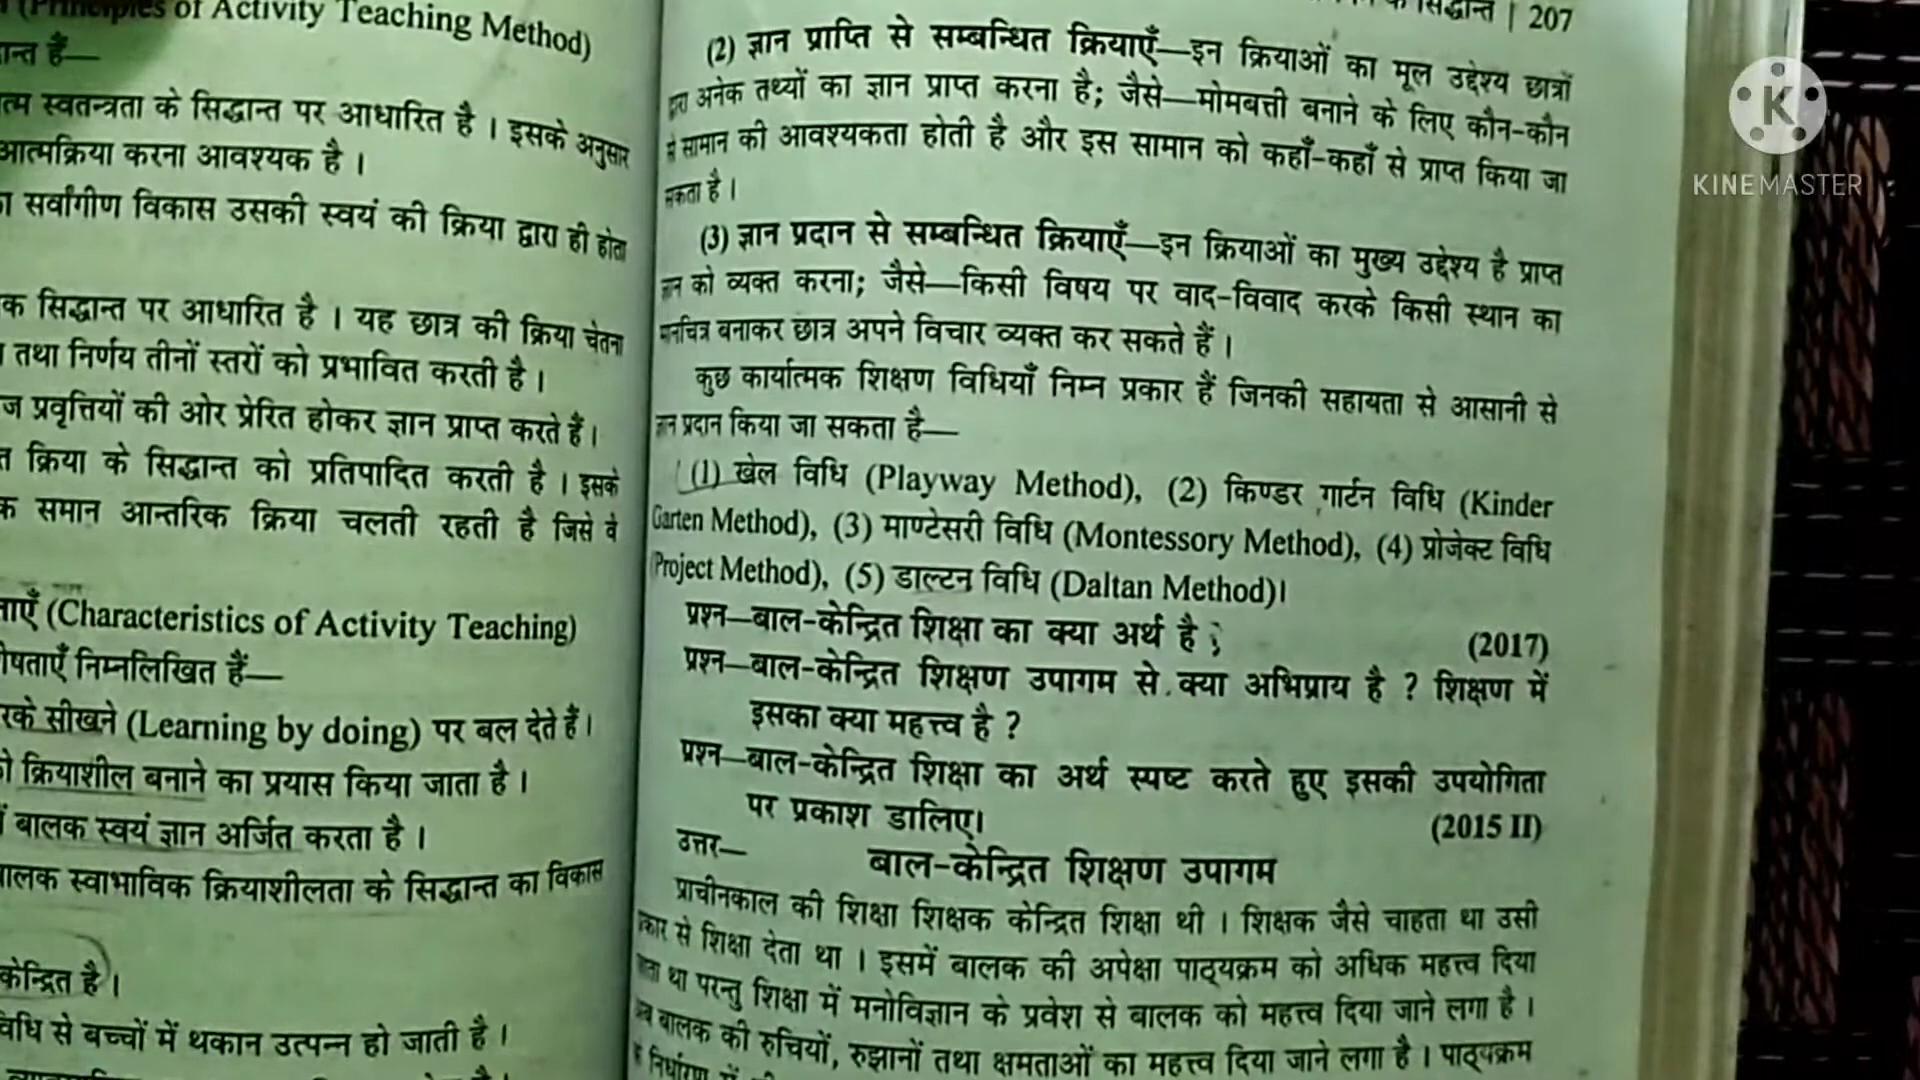 of Activity Teaching Method)
हैं—
स्वतन्त्रता के सिद्धान्त पर आधारित है । इसके अनुसार
आत्मक्रिया करना आवश्यक है ।
सर्वांगीण विकास उसकी स्वयं की क्रिया द्वारा ही होता
सिद्धान्त पर आधारित है । यह छात्र की क्रिया चेतना
तथा निर्णय तीनों स्तरों को प्रभावित करती है ।
प्रवृत्तियों की ओर प्रेरित होकर ज्ञान प्राप्त करते हैं।
क्रिया के सिद्धान्त को प्रतिपादित करती है । इसके
समान आन्तरिक क्रिया चलती रहती है जिसे वे
(Characteristics of Activity Teaching)
निम्नलिखित हैं—
सीखने (Learning by doing) पर बल देते हैं।
क्रियाशील बनाने का प्रयास किया जाता है ।
बालक स्वयं ज्ञान अर्जित करता है ।
स्वाभाविक क्रियाशीलता के सिद्धान्त का विकास
केन्द्रित है ।
विधि से बच्चों में थकान उत्पन्न हो जाती है ।
सिद्धान्त | 207
(2) ज्ञान प्राप्ति से सम्बन्धित क्रियाएँ—इन क्रियाओं का मूल उद्देश्य छात्रों
द्वारा अनेक तथ्यों का ज्ञान प्राप्त करना है; जैसे—मोमबत्ती बनाने के लिए कौन-कौन
से सामान की आवश्यकता होती है और इस सामान को कहाँ-कहाँ से प्राप्त किया जा
सकता है ।
(3) ज्ञान प्रदान से सम्बन्धित क्रियाएँ—इन क्रियाओं का मुख्य उद्देश्य है प्राप्त
ज्ञान को व्यक्त करना; जैसे—किसी विषय पर वाद-विवाद करके किसी स्थान का
मानचित्र बनाकर छात्र अपने विचार व्यक्त कर सकते हैं ।
कुछ कार्यात्मक शिक्षण विधियाँ निम्न प्रकार हैं जिनकी सहायता से आसानी से
ज्ञान प्रदान किया जा सकता है—
(1) खेल विधि (Playway Method), (2) किण्डर गार्टन विधि (Kinder
Garten Method), (3) माण्टेसरी विधि (Montessory Method), (4) प्रोजेक्ट विधि
(Project Method), (5) डाल्टन विधि (Daltan Method)।
प्रश्न—बाल-केन्द्रित शिक्षा का क्या अर्थ है ; (2017)
प्रश्न—बाल-केन्द्रित शिक्षण उपागम से क्या अभिप्राय है ? शिक्षण में
इसका क्या महत्त्व है ?
प्रश्न—बाल-केन्द्रित शिक्षा का अर्थ स्पष्ट करते हुए इसकी उपयोगिता
पर प्रकाश डालिए। (2015 II)
उत्तर— बाल-केन्द्रित शिक्षण उपागम
प्राचीनकाल की शिक्षा शिक्षक केन्द्रित शिक्षा थी । शिक्षक जैसे चाहता था उसी
प्रकार से शिक्षा देता था । इसमें बालक की अपेक्षा पाठ्यक्रम को अधिक महत्त्व दिया
जाता था परन्तु शिक्षा में मनोविज्ञान के प्रवेश से बालक को महत्त्व दिया जाने लगा है ।
अब बालक की रुचियों, रुझानों तथा क्षमताओं का महत्त्व दिया जाने लगा है । पाठ्यक्रम
KINEMASTER